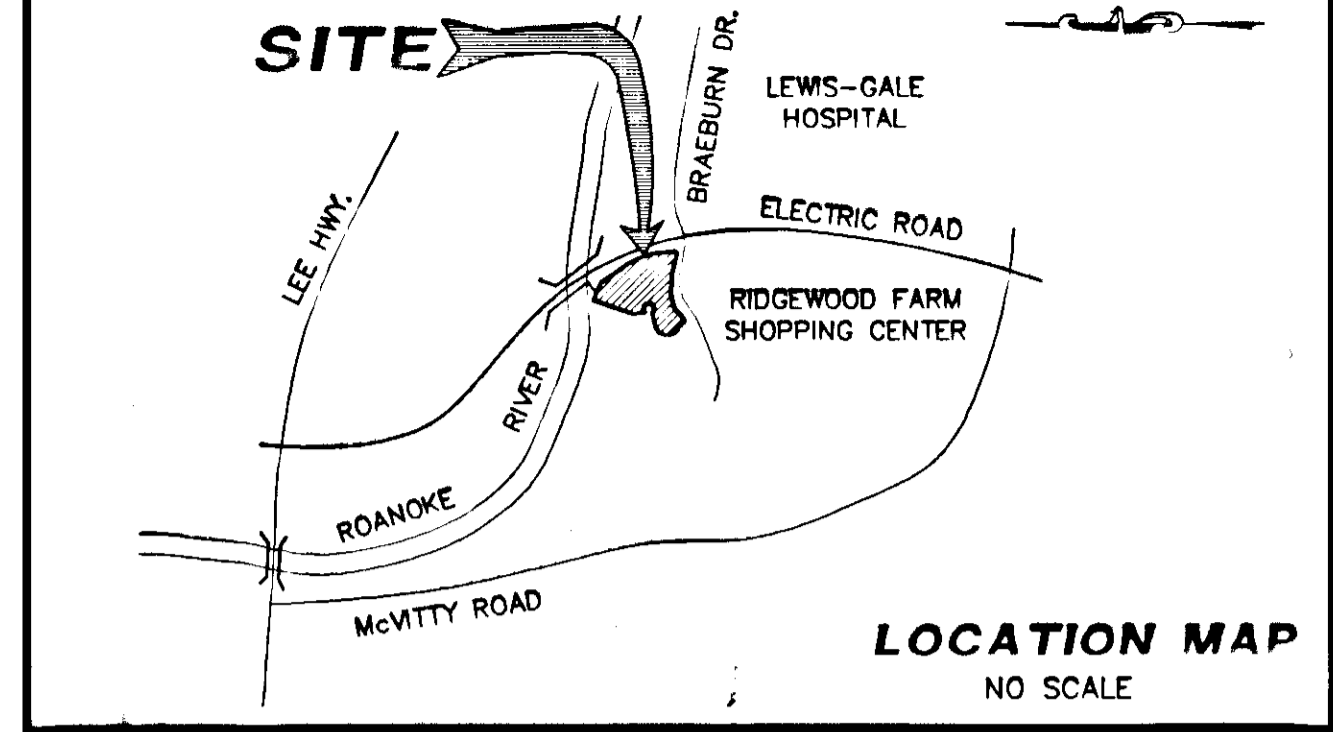 SITE
BRAEBURN DR.
LEWIS-GALE
HOSPITAL
LEE HWY.
ELECTRIC ROAD
RIDGEWOOD FARM
SHOPPING CENTER
RIVER
ROANOKE
McVITTY ROAD
LOCATION MAP
NO SCALE